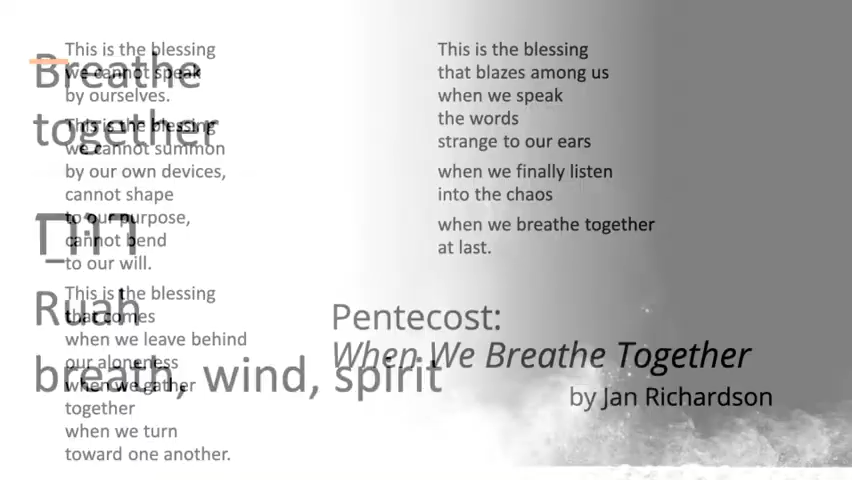 This is the blessing
we cannot speak
by ourselves.
This is the blessing
we cannot summon
by our own devices,
cannot shape
to our purpose,
cannot bend
to our will.
This is the blessing
that comes
when we leave behind
our aloneness
when we gather
together
when we turn
toward one another.
This is the blessing
that blazes among us
when we speak
the words
strange to our ears
when we finally listen
into the chaos
when we breathe together
at last.
Breathe
together
רוּחַ
Ruah
breath, wind, spirit
Pentecost:
When We Breathe Together
by Jan Richardson